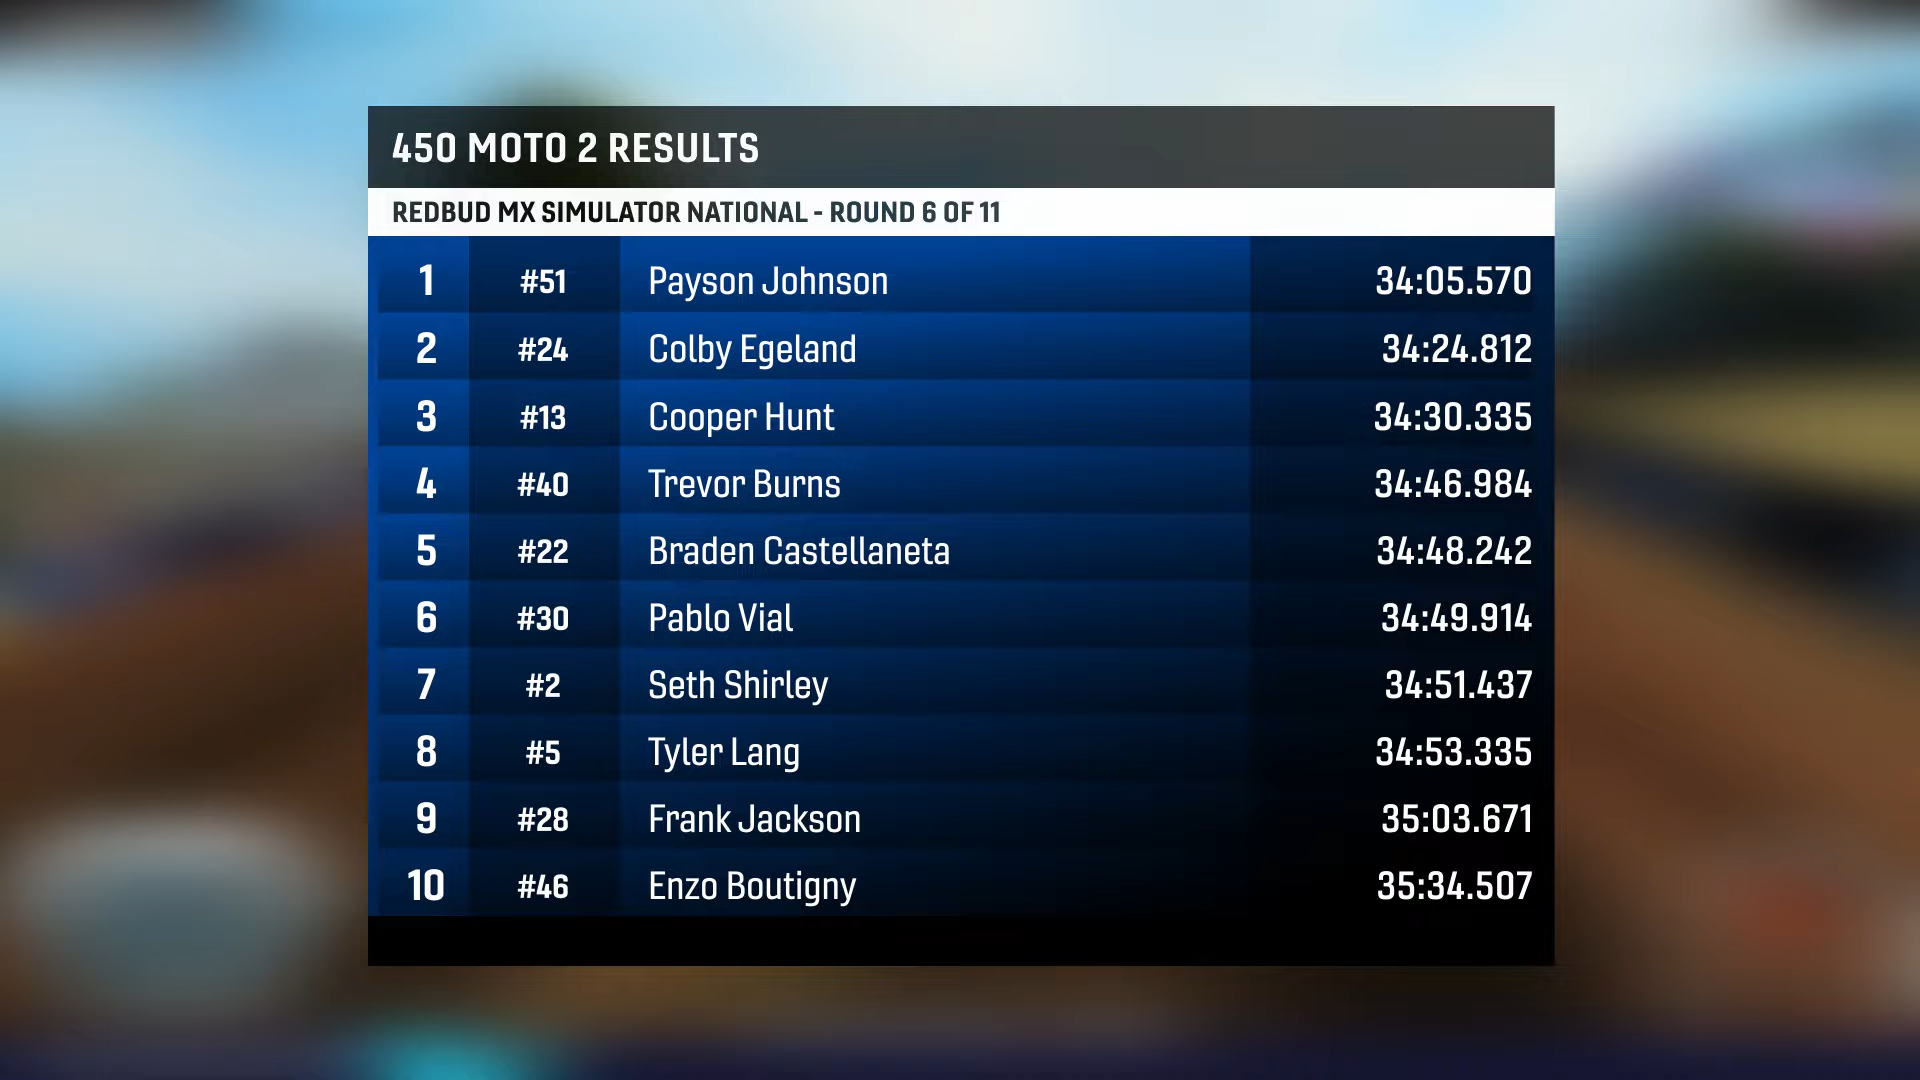 450 MOTO 2 RESULTS
REDBUD MX SIMULATOR NATIONAL - ROUND 6 OF 11
1 #51 Payson Johnson 34:05.570
2 #24 Colby Egeland 34:24.812
3 #13 Cooper Hunt 34:30.335
4 #40 Trevor Burns 34:46.984
5 #22 Braden Castellaneta 34:48.242
6 #30 Pablo Vial 34:49.914
7 #2 Seth Shirley 34:51.437
8 #5 Tyler Lang 34:53.335
9 #28 Frank Jackson 35:03.671
10 #46 Enzo Boutigny 35:34.507